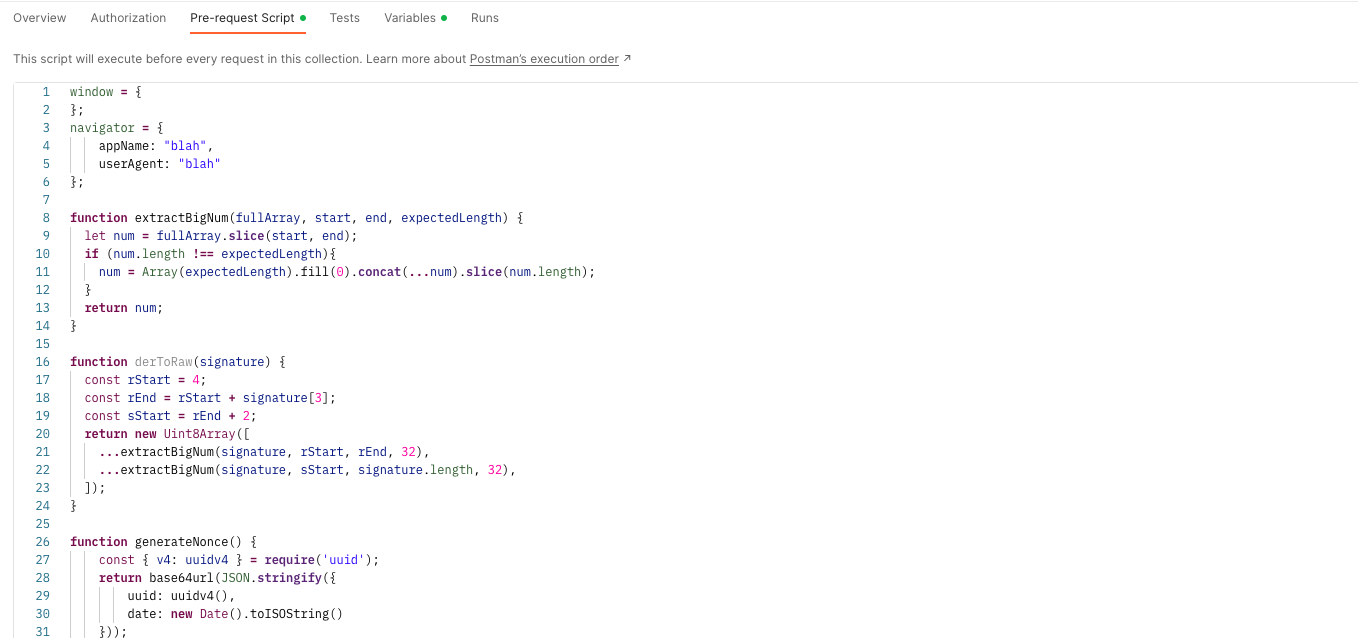 Overview Authorization Pre-request Script Tests Variables Runs
This script will execute before every request in this collection. Learn more about Postman's execution order ↗
1 window = {
2 };
3 navigator = {
4     appName: "blah",
5     userAgent: "blah"
6 };
7
8 function extractBigNum(fullArray, start, end, expectedLength) {
9   let num = fullArray.slice(start, end);
10   if (num.length !== expectedLength){
11     num = Array(expectedLength).fill(0).concat(...num).slice(num.length);
12   }
13   return num;
14 }
15
16 function derToRaw(signature) {
17   const rStart = 4;
18   const rEnd = rStart + signature[3];
19   const sStart = rEnd + 2;
20   return new Uint8Array([
21     ...extractBigNum(signature, rStart, rEnd, 32),
22     ...extractBigNum(signature, sStart, signature.length, 32),
23   ]);
24 }
25
26 function generateNonce() {
27     const { v4: uuidv4 } = require('uuid');
28     return base64url(JSON.stringify({
29         uuid: uuidv4(),
30         date: new Date().toISOString()
31     }));